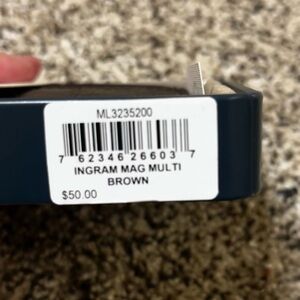 ML3235200
7 62346 26603 7
INGRAM MAG MULTI
BROWN
$50.00